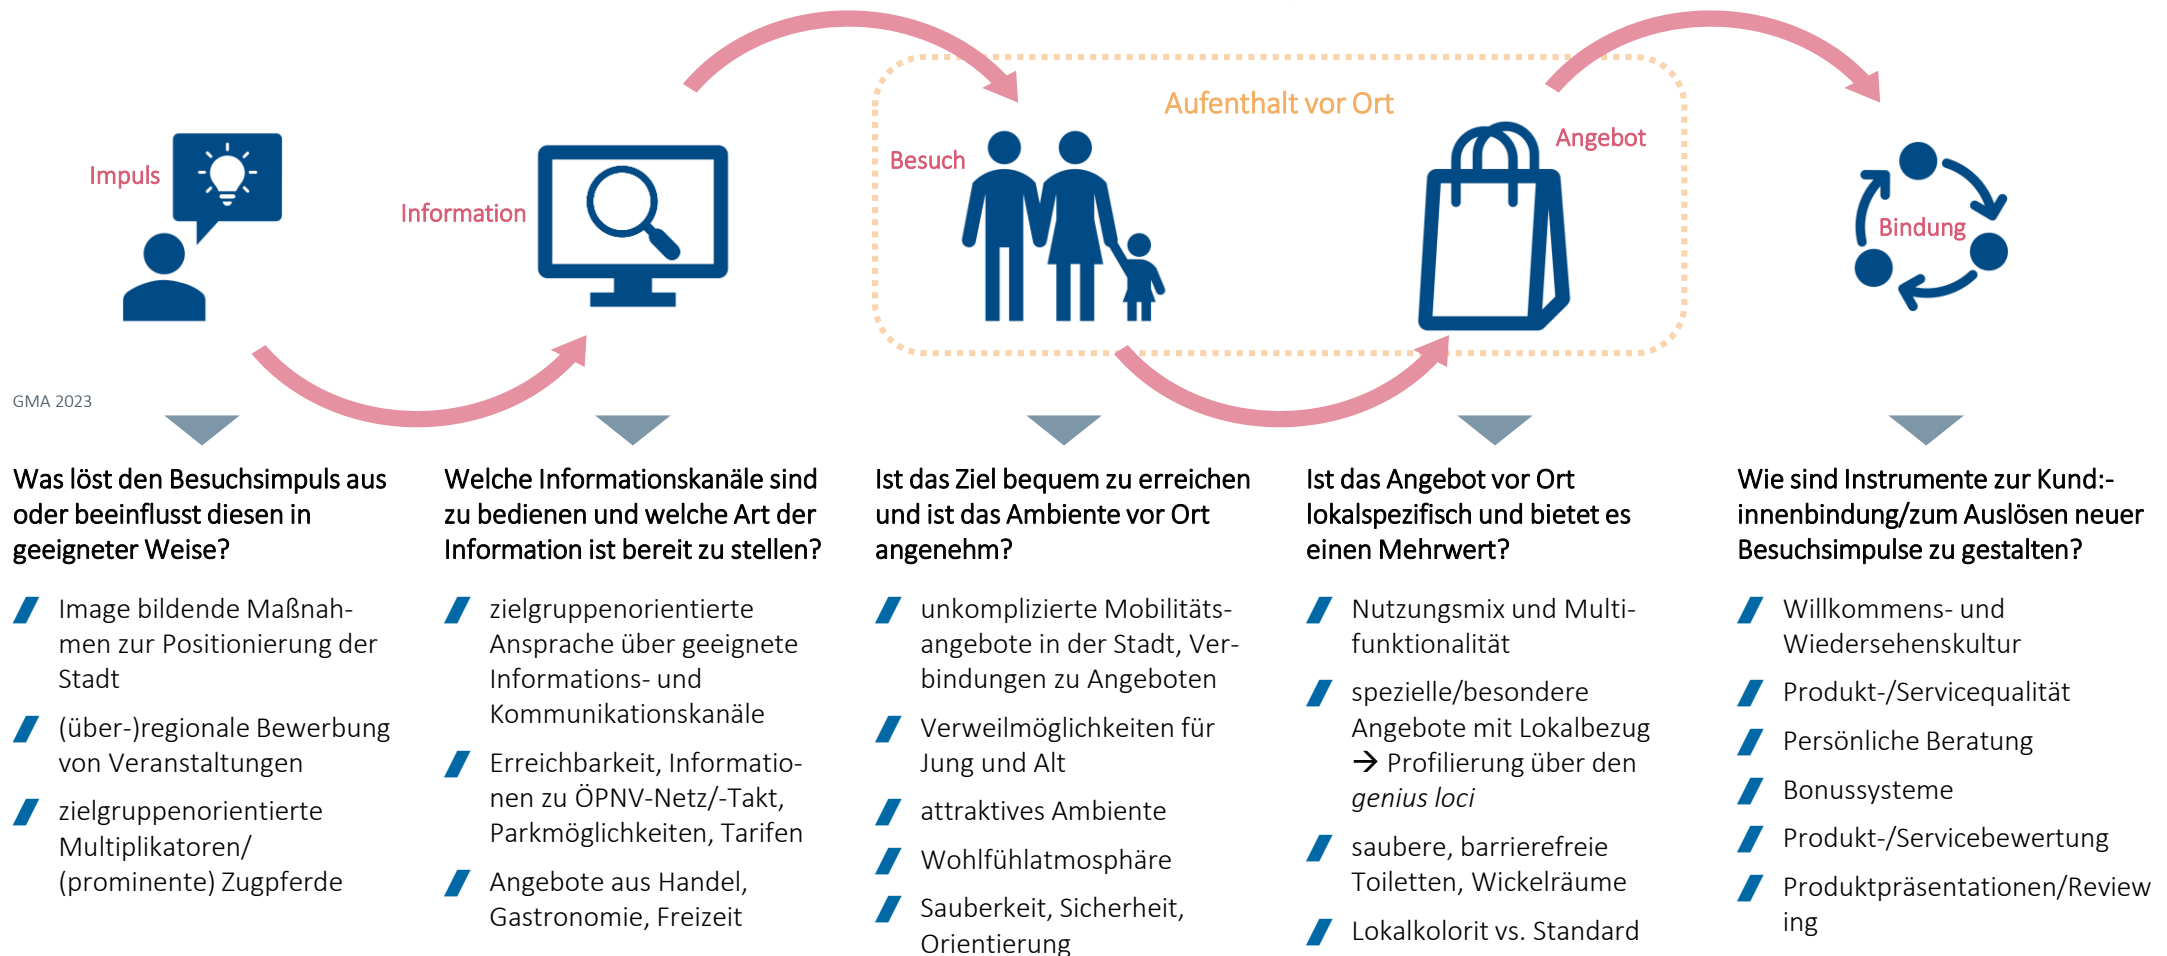 Aufenthalt vor Ort
Impuls
Information
Besuch
Angebot
Bindung
GMA 2023
Was löst den Besuchsimpuls aus
oder beeinflusst diesen in
geeigneter Weise?
Image bildende Maßnah-
men zur Positionierung der
Stadt
(über-)regionale Bewerbung
von Veranstaltungen
zielgruppenorientierte
Multiplikatoren/
(prominente) Zugpferde
Welche Informationskanäle sind
zu bedienen und welche Art der
Information ist bereit zu stellen?
zielgruppenorientierte
Ansprache über geeignete
Informations- und
Kommunikationskanäle
Erreichbarkeit, Informatio-
nen zu ÖPNV-Netz/-Takt,
Parkmöglichkeiten, Tarifen
Angebote aus Handel,
Gastronomie, Freizeit
Ist das Ziel bequem zu erreichen
und ist das Ambiente vor Ort
angenehm?
unkomplizierte Mobilitäts-
angebote in der Stadt, Ver-
bindungen zu Angeboten
Verweilmöglichkeiten für
Jung und Alt
attraktives Ambiente
Wohlfühlatmosphäre
Sauberkeit, Sicherheit,
Orientierung
Ist das Angebot vor Ort
lokalspezifisch und bietet es
einen Mehrwert?
Nutzungsmix und Multi-
funktionalität
spezielle/besondere
Angebote mit Lokalbezug
→ Profilierung über den
genius loci
saubere, barrierefreie
Toiletten, Wickelräume
Lokalkolorit vs. Standard
Wie sind Instrumente zur Kund:-
innenbindung/zum Auslösen neuer
Besuchsimpulse zu gestalten?
Willkommens- und
Wiedersehenskultur
Produkt-/Servicequalität
Persönliche Beratung
Bonussysteme
Produkt-/Servicebewertung
Produktpräsentationen/Review
ing